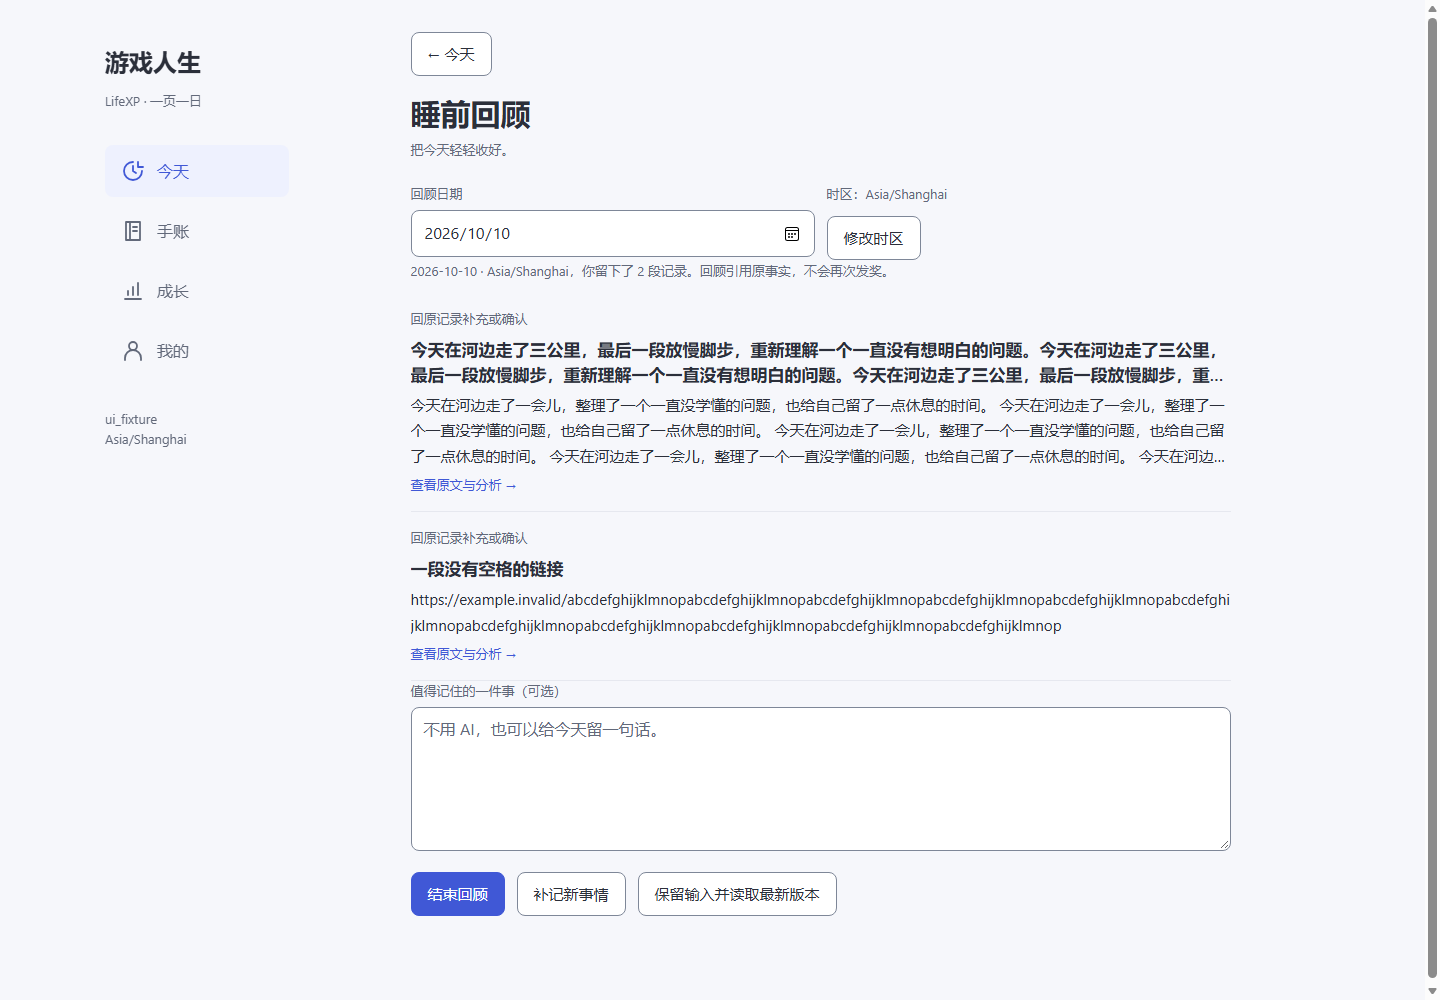 游戏人生
LifeXP · 一页一日
今天
手账
成长
我的
ui_fixture
Asia/Shanghai
← 今天
睡前回顾
把今天轻轻收好。
回顾日期
2026/10/10
时区：Asia/Shanghai
修改时区
2026-10-10 · Asia/Shanghai，你留下了 2 段记录。回顾引用原事实，不会再次发奖。
回原记录补充或确认
今天在河边走了三公里，最后一段放慢脚步，重新理解一个一直没有想明白的问题。今天在河边走了三公里，
最后一段放慢脚步，重新理解一个一直没有想明白的问题。今天在河边走了三公里，最后一段放慢脚步，重...
今天在河边走了一会儿，整理了一个一直没学懂的问题，也给自己留了一点休息的时间。 今天在河边走了一会儿，整理了一
个一直没学懂的问题，也给自己留了一点休息的时间。 今天在河边走了一会儿，整理了一个一直没学懂的问题，也给自己留
了一点休息的时间。 今天在河边走了一会儿，整理了一个一直没学懂的问题，也给自己留了一点休息的时间。 今天在河边...
查看原文与分析 →
回原记录补充或确认
一段没有空格的链接
https://example.invalid/abcdefghijklmnopabcdefghijklmnopabcdefghijklmnopabcdefghijklmnopabcdefghijklmnopabcdefghi
jklmnopabcdefghijklmnopabcdefghijklmnopabcdefghijklmnopabcdefghijklmnopabcdefghijklmnop
查看原文与分析 →
值得记住的一件事（可选）
不用 AI，也可以给今天留一句话。
结束回顾
补记新事情
保留输入并读取最新版本